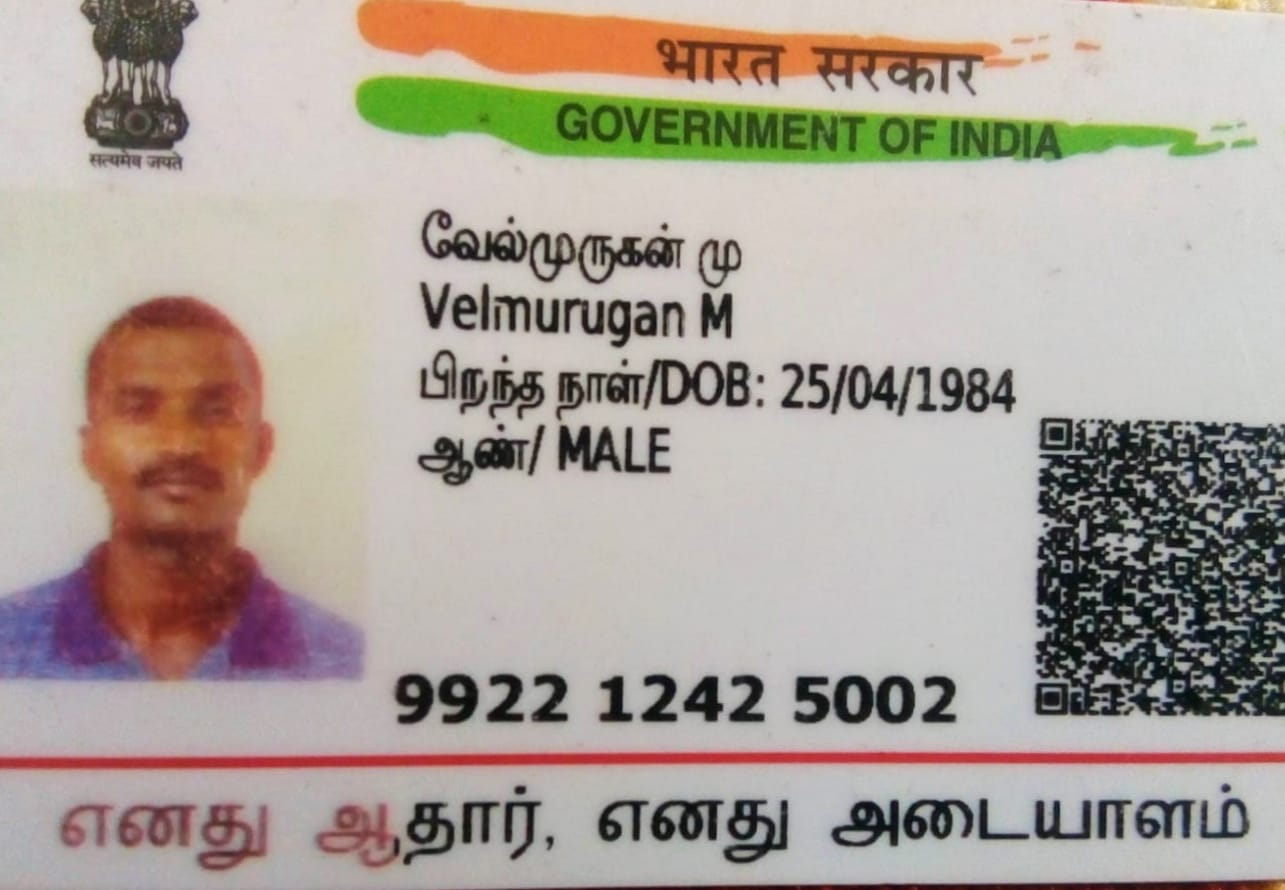 भारत सरकार
GOVERNMENT OF INDIA
सत्यमेव जयते
வேல்முருகன் மு
Velmurugan M
பிறந்த நாள்/DOB: 25/04/1984
ஆண்/ MALE
9922 1242 5002
எனது ஆதார், எனது அடையாளம்